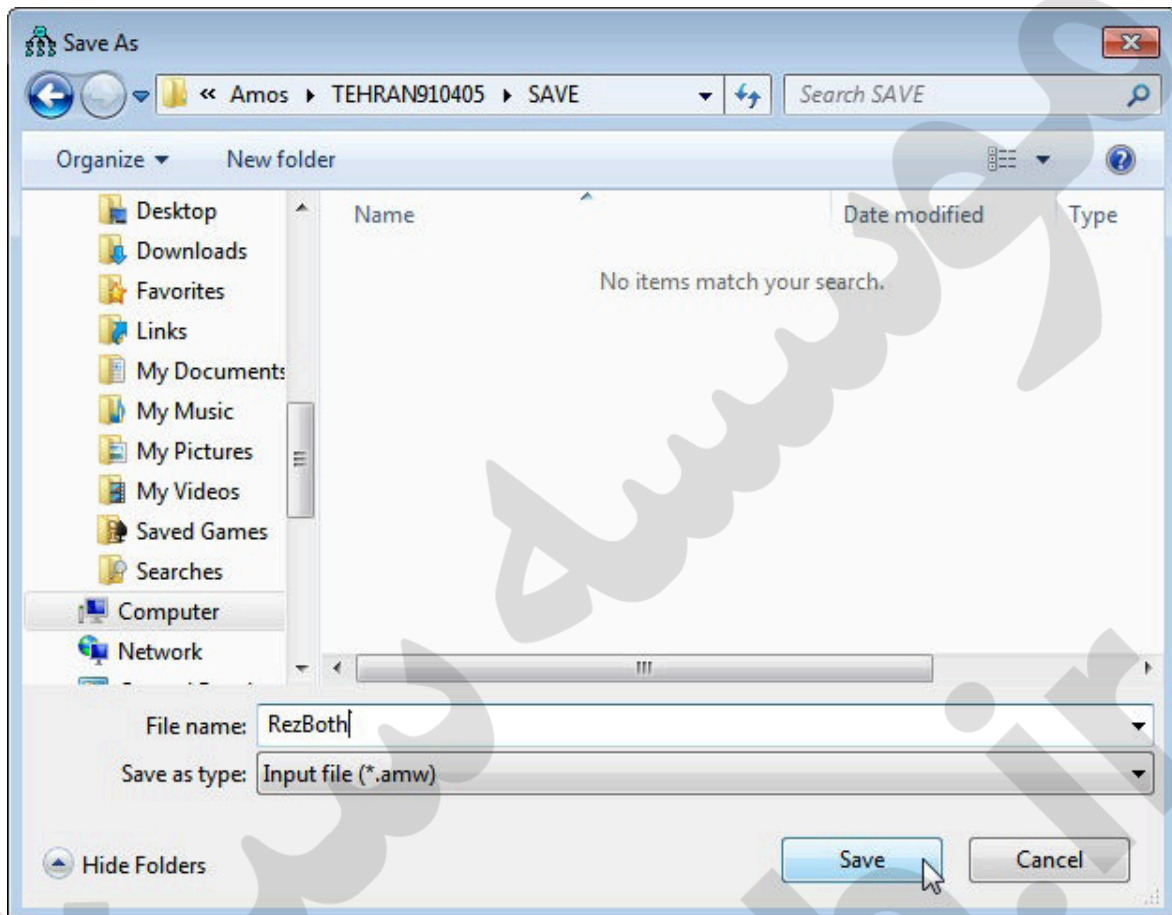 Save As
« Amos ▸ TEHRAN910405 ▸ SAVE
Search SAVE
Organize
New folder
Desktop
Downloads
Favorites
Links
My Documents
My Music
My Pictures
My Videos
Saved Games
Searches
Computer
Network
Name
Date modified
Type
No items match your search.
File name: RezBoth
Save as type: Input file (*.amw)
Hide Folders
Save
Cancel